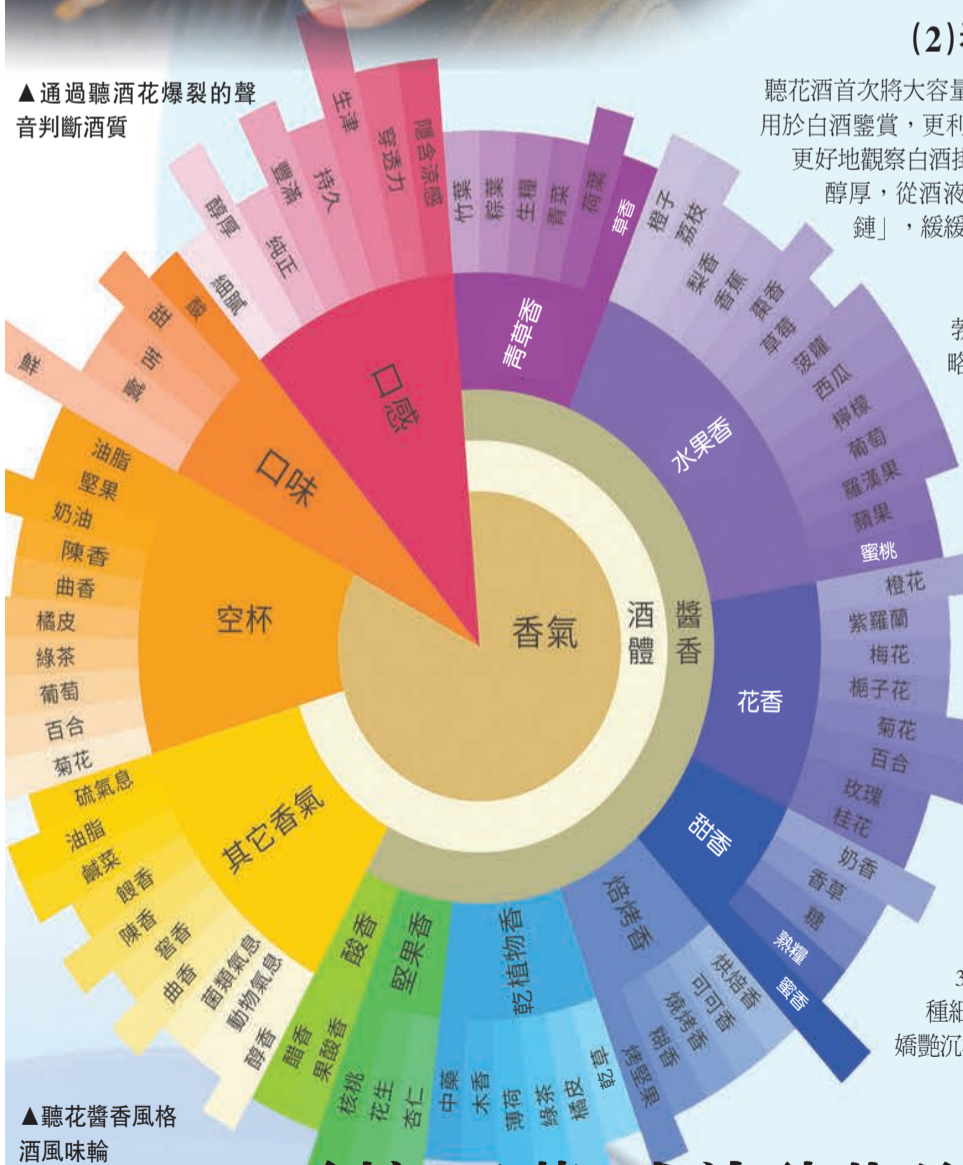 ▲通過聽酒花爆裂的聲
音判斷酒質
(2)
聽花酒首次將大容量
用於白酒鑒賞，更利
更好地觀察白酒掛
醇厚，從酒液
鏈」，緩緩
略
3
種細
嬌艷沉
香氣
酒體
醬香
口感
細膩
醇厚
純正
豐滿
持久
生津
穿透力
隱含涼感
青草香
竹葉
粽葉
生糧
青菜
荷葉
草香
水果香
橙子
荔枝
梨香
香蕉
棗香
草莓
菠蘿
西瓜
檸檬
葡萄
羅漢果
蘋果
蜜桃
花香
橙花
紫羅蘭
梅花
梔子花
菊花
百合
玫瑰
桂花
甜香
奶香
香草
糖
熟糧
蜜香
焙烤香
烘焙香
可可香
燒烤香
糊香
烤堅果
乾植物香
乾草
橘皮
綠茶
薄荷
木香
中藥
堅果香
杏仁
花生
核桃
酸香
果酸香
醋香
其它香氣
醇香
動物氣息
菌類氣息
曲香
窖香
陳香
餿香
鹹菜
油脂
硫氣息
空杯
菊花
百合
葡萄
綠茶
橘皮
曲香
陳香
奶油
堅果
油脂
口味
鮮
鹹
苦
甜
酸
▲聽花醬香風格
酒風味輪